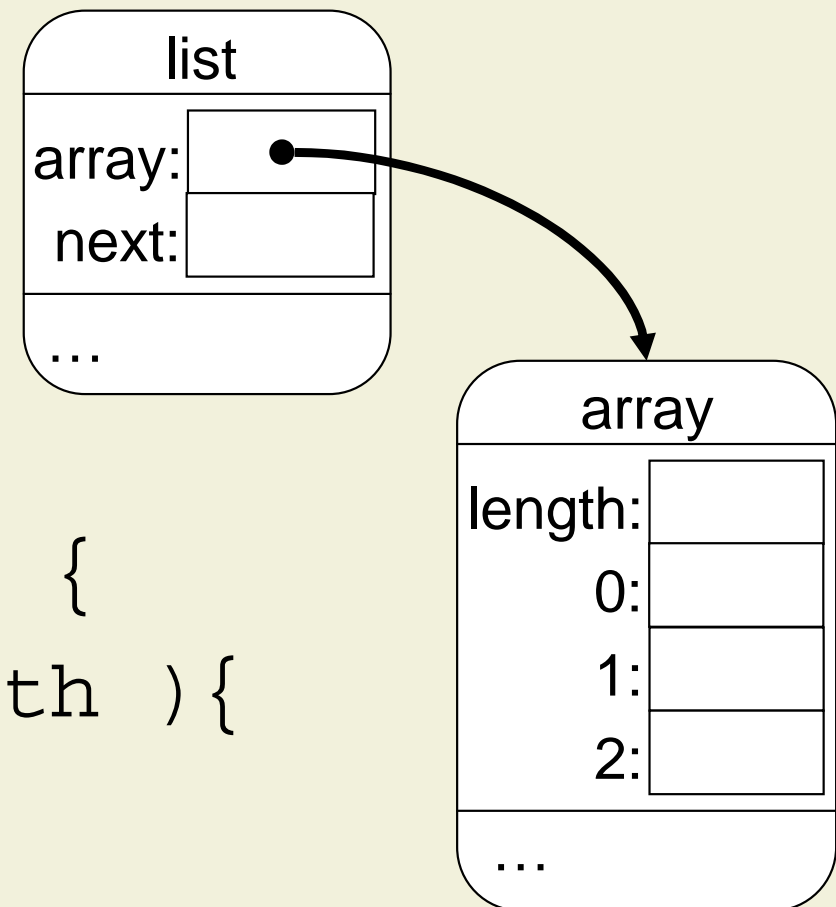 list
array:
next:
…
array
length:
0:
1:
2:
…
{
th ){